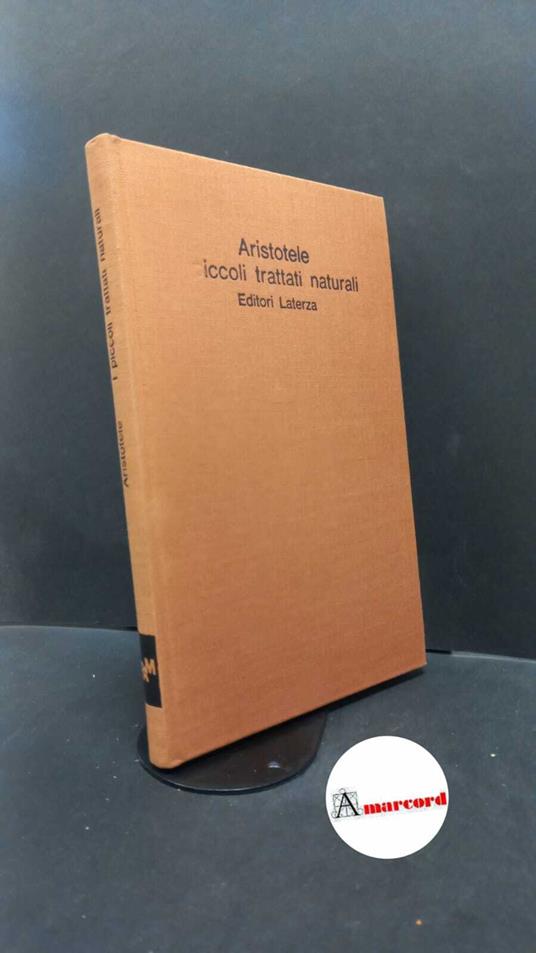 Aristotele
iccoli trattati naturali
Editori Laterza
Aristotele I piccoli trattati naturali
Amarcord